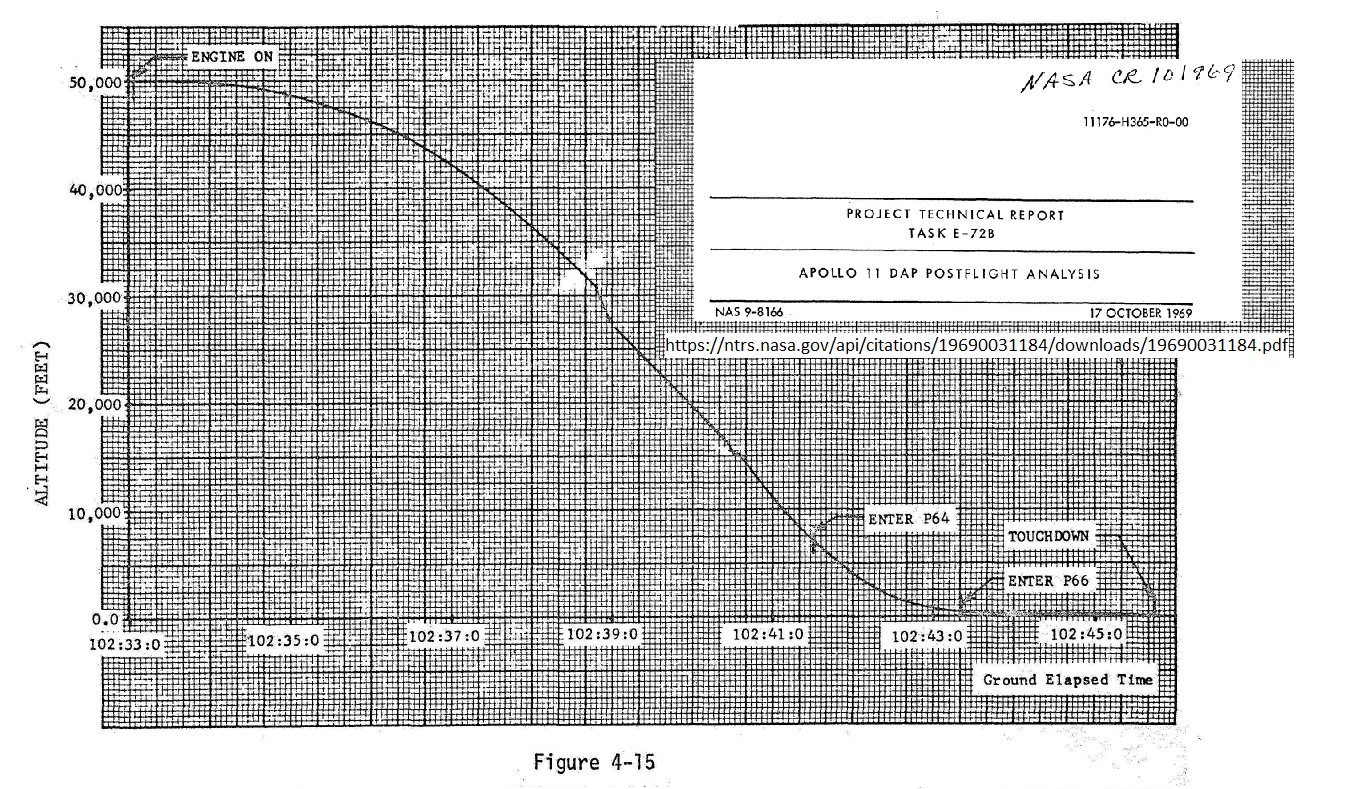 ENGINE ON
50,000
40,000
30,000
20,000
10,000
0.0
ALTITUDE (FEET)
NASA CR 101969
11176-H365-R0-00
PROJECT TECHNICAL REPORT
TASK E-72B
APOLLO 11 DAP POSTFLIGHT ANALYSIS
NAS 9-8166
17 OCTOBER 1969
https://ntrs.nasa.gov/api/citations/19690031184/downloads/19690031184.pdf
ENTER P64
TOUCHDOWN
ENTER P66
102:33:0
102:35:0
102:37:0
102:39:0
102:41:0
102:43:0
102:45:0
Ground Elapsed Time
Figure 4-15